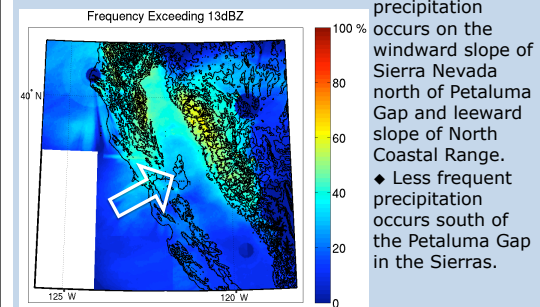 Frequency Exceeding 13dBZ
100 %
80
60
40
20
0
40° N
125 W
120 W
precipitation
occurs on the
windward slope of
Sierra Nevada
north of Petaluma
Gap and leeward
slope of North
Coastal Range.
◆ Less frequent
precipitation
occurs south of
the Petaluma Gap
in the Sierras.